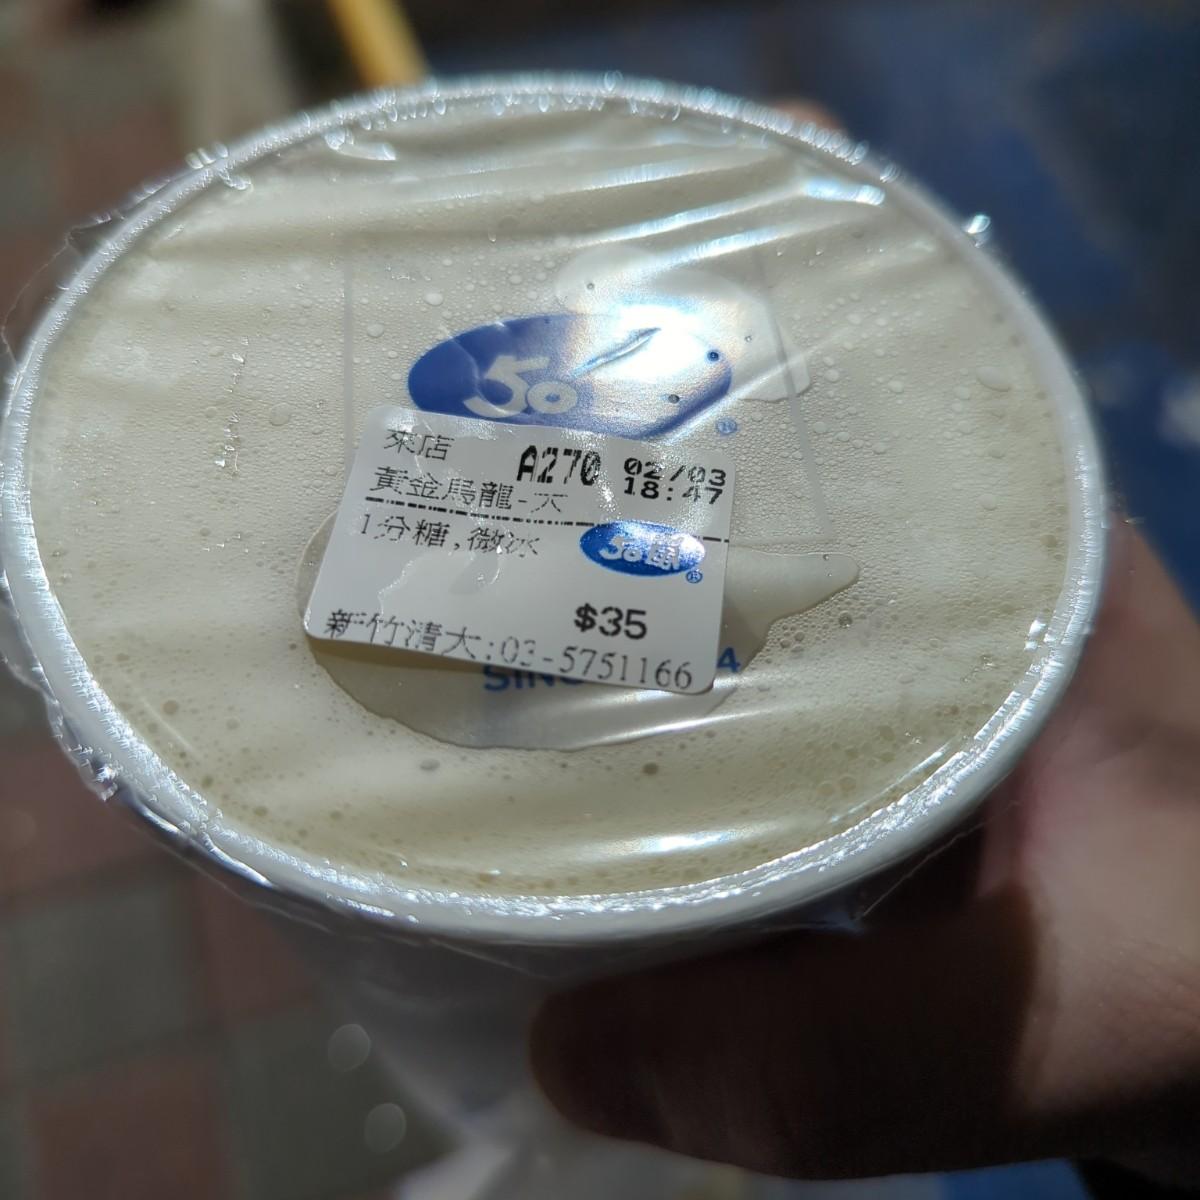 50
®
來店 A270 02/03
18:47
黃金烏龍-大
1分糖,微冰
50嵐®
$35
新竹清大:03-5751166